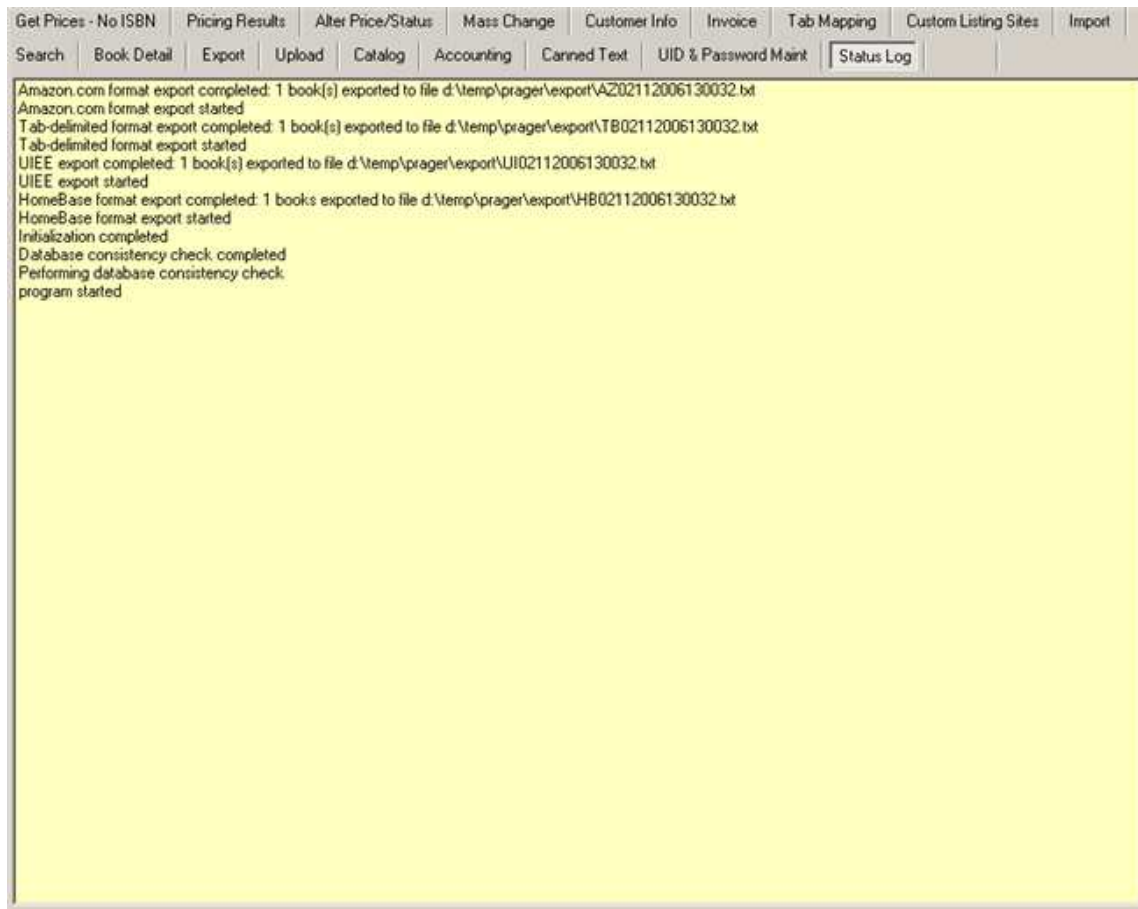 Get Prices - No ISBN Pricing Results Alter Price/Status Mass Change Customer Info Invoice Tab Mapping Custom Listing Sites Import
Search Book Detail Export Upload Catalog Accounting Canned Text UID & Password Maint Status Log
Amazon.com format export completed: 1 book(s) exported to file d:\temp\prager\export\AZ02112006130032.txt
Amazon.com format export started
Tab-delimited format export completed: 1 book(s) exported to file d:\temp\prager\export\TB02112006130032.txt
Tab-delimited format export started
UIEE export completed: 1 book(s) exported to file d:\temp\prager\export\UI02112006130032.txt
UIEE export started
HomeBase format export completed: 1 books exported to file d:\temp\prager\export\HB02112006130032.txt
HomeBase format export started
Initialization completed
Database consistency check completed
Performing database consistency check
program started